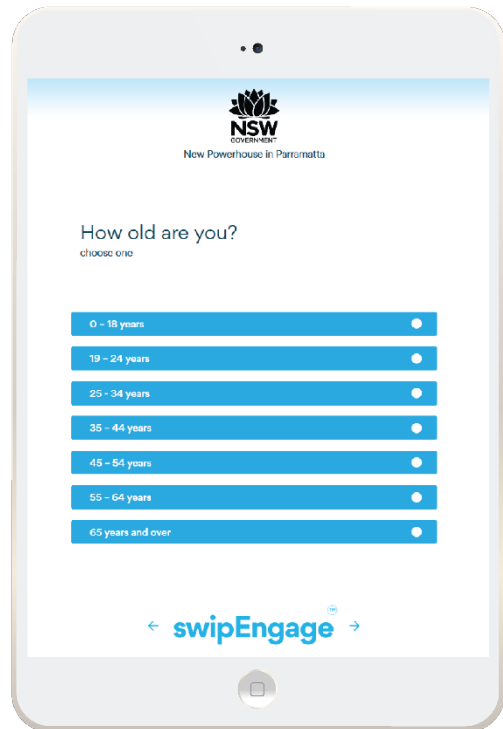 NSW
GOVERNMENT
New Powerhouse in Parramatta
How old are you?
choose one
0 – 18 years
19 – 24 years
25 - 34 years
35 – 44 years
45 – 54 years
55 – 64 years
65 years and over
← swipEngage™ →